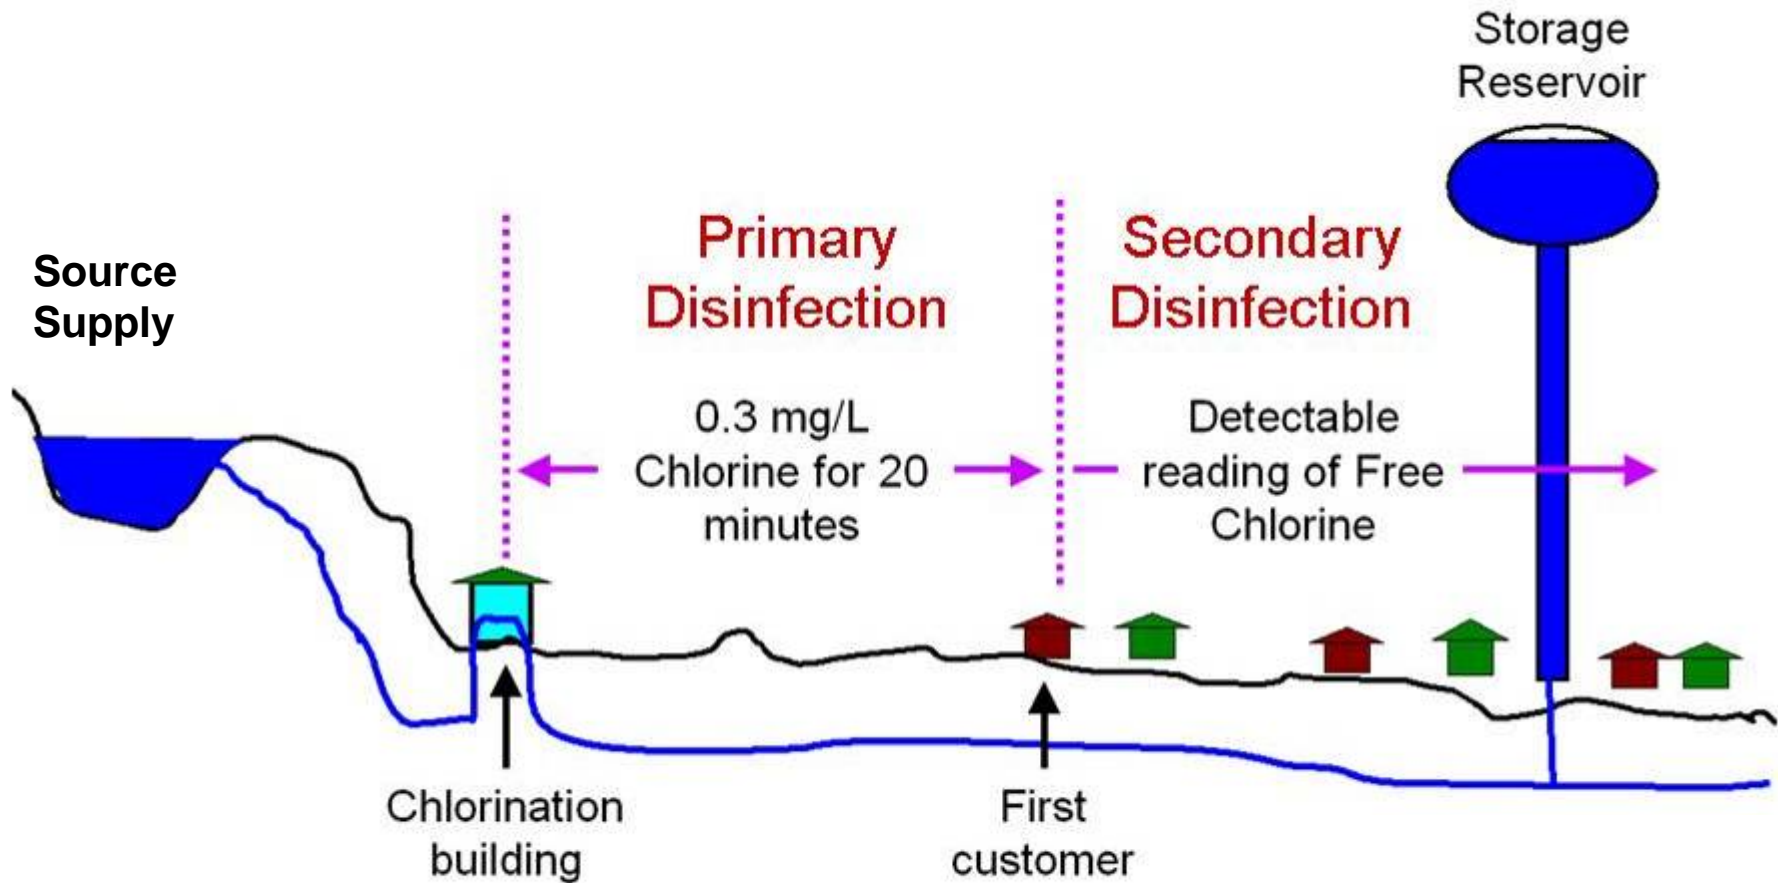 Storage
Reservoir
Source
Supply
Primary
Disinfection
Secondary
Disinfection
0.3 mg/L
Chlorine for 20
minutes
Detectable
reading of Free
Chlorine
Chlorination
building
First
customer